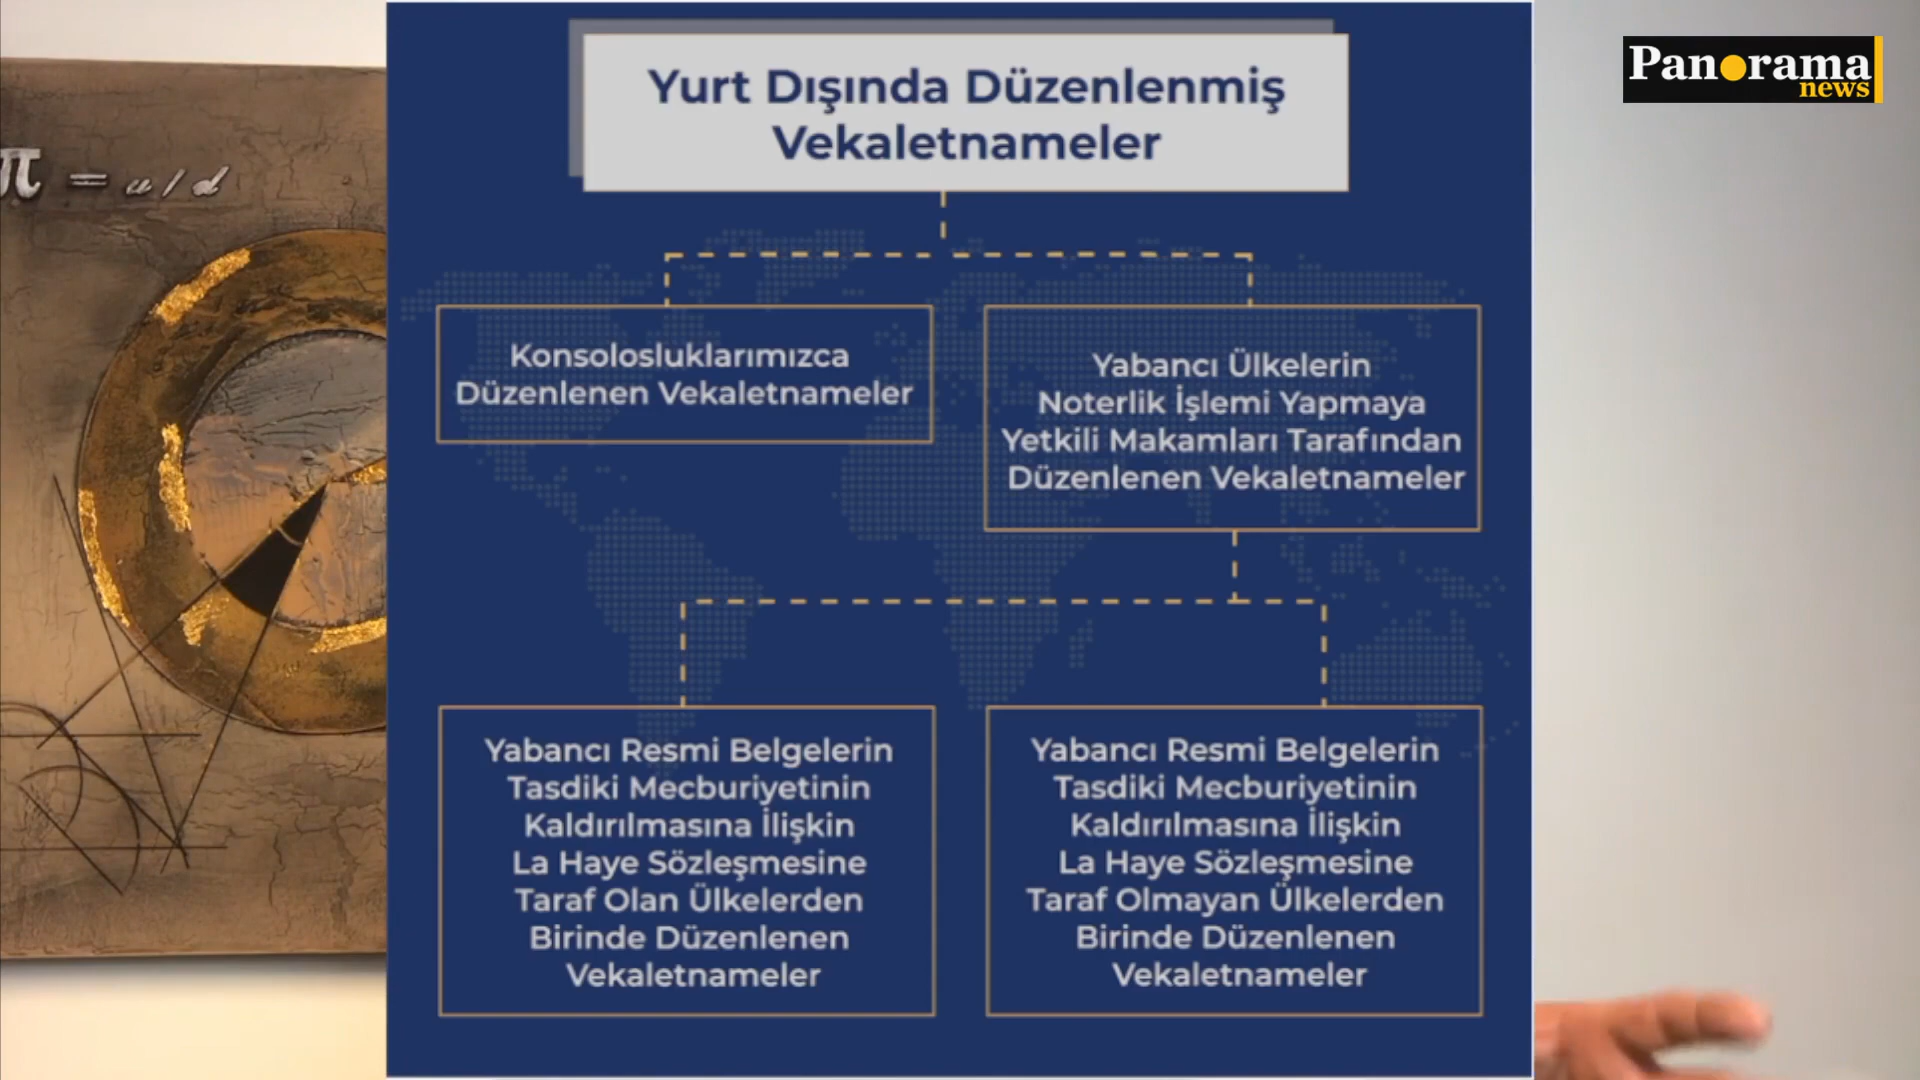 Panorama
news
π = u/d
Yurt Dışında Düzenlenmiş
Vekaletnameler
Konsolosluklarımızca
Düzenlenen Vekaletnameler
Yabancı Ülkelerin
Noterlik İşlemi Yapmaya
Yetkili Makamları Tarafından
Düzenlenen Vekaletnameler
Yabancı Resmi Belgelerin
Tasdiki Mecburiyetinin
Kaldırılmasına İlişkin
La Haye Sözleşmesine
Taraf Olan Ülkelerden
Birinde Düzenlenen
Vekaletnameler
Yabancı Resmi Belgelerin
Tasdiki Mecburiyetinin
Kaldırılmasına İlişkin
La Haye Sözleşmesine
Taraf Olmayan Ülkelerden
Birinde Düzenlenen
Vekaletnameler